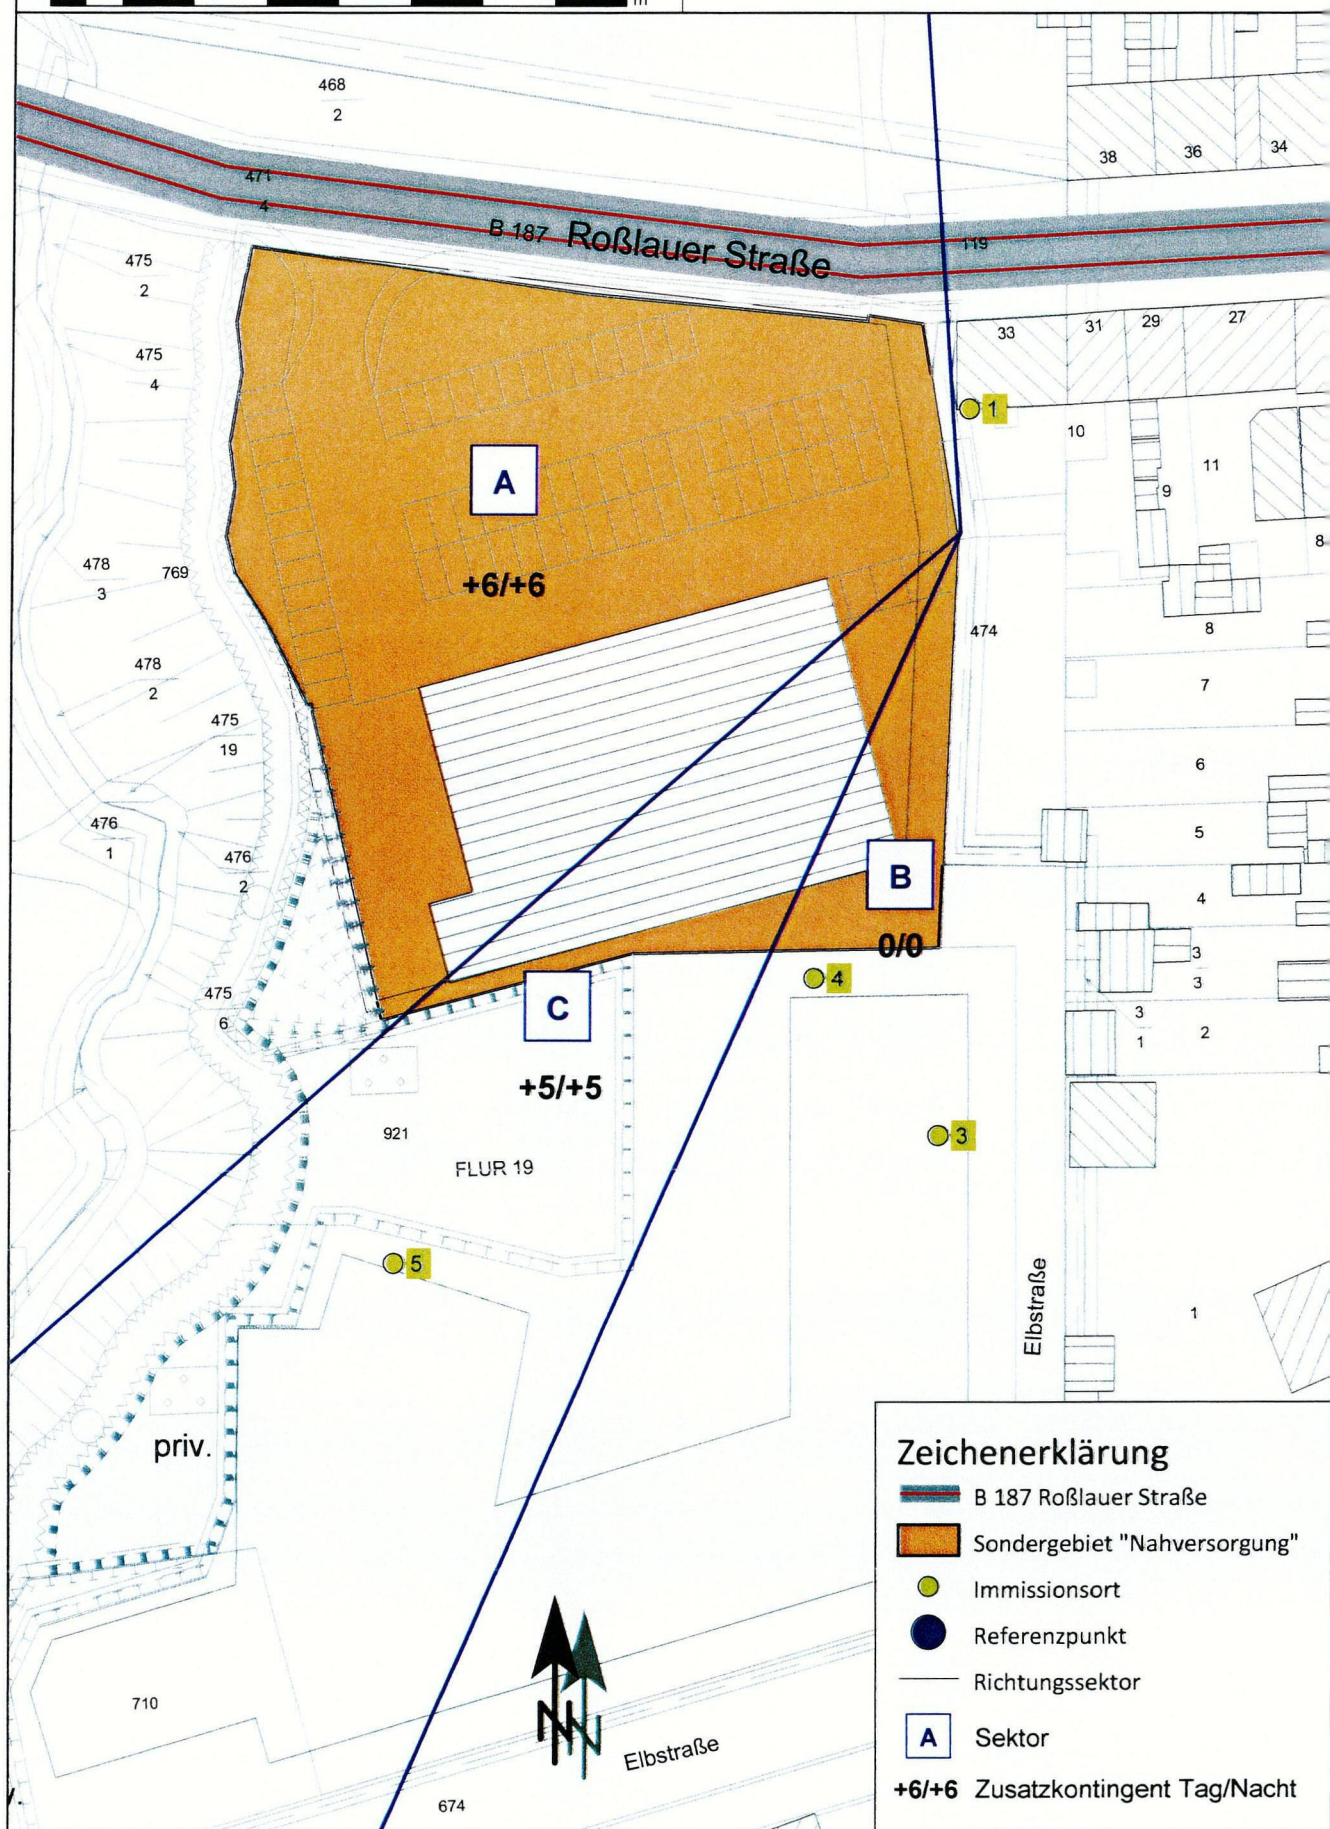 m
468
2
38
36
34
471
4
B 187 Roßlauer Straße
119
475
2
33
31
29
27
475
4
1
10
11
A
9
8
478
3
769
+6/+6
474
8
478
2
7
475
19
6
476
1
5
476
2
B
4
0/0
3
3
475
6
4
C
3
1
2
+5/+5
921
3
FLUR 19
5
Elbstraße
1
priv.
710
N
N
Elbstraße
674
Zeichenerklärung
B 187 Roßlauer Straße
Sondergebiet "Nahversorgung"
Immissionsort
Referenzpunkt
Richtungssektor
A Sektor
+6/+6 Zusatzkontingent Tag/Nacht